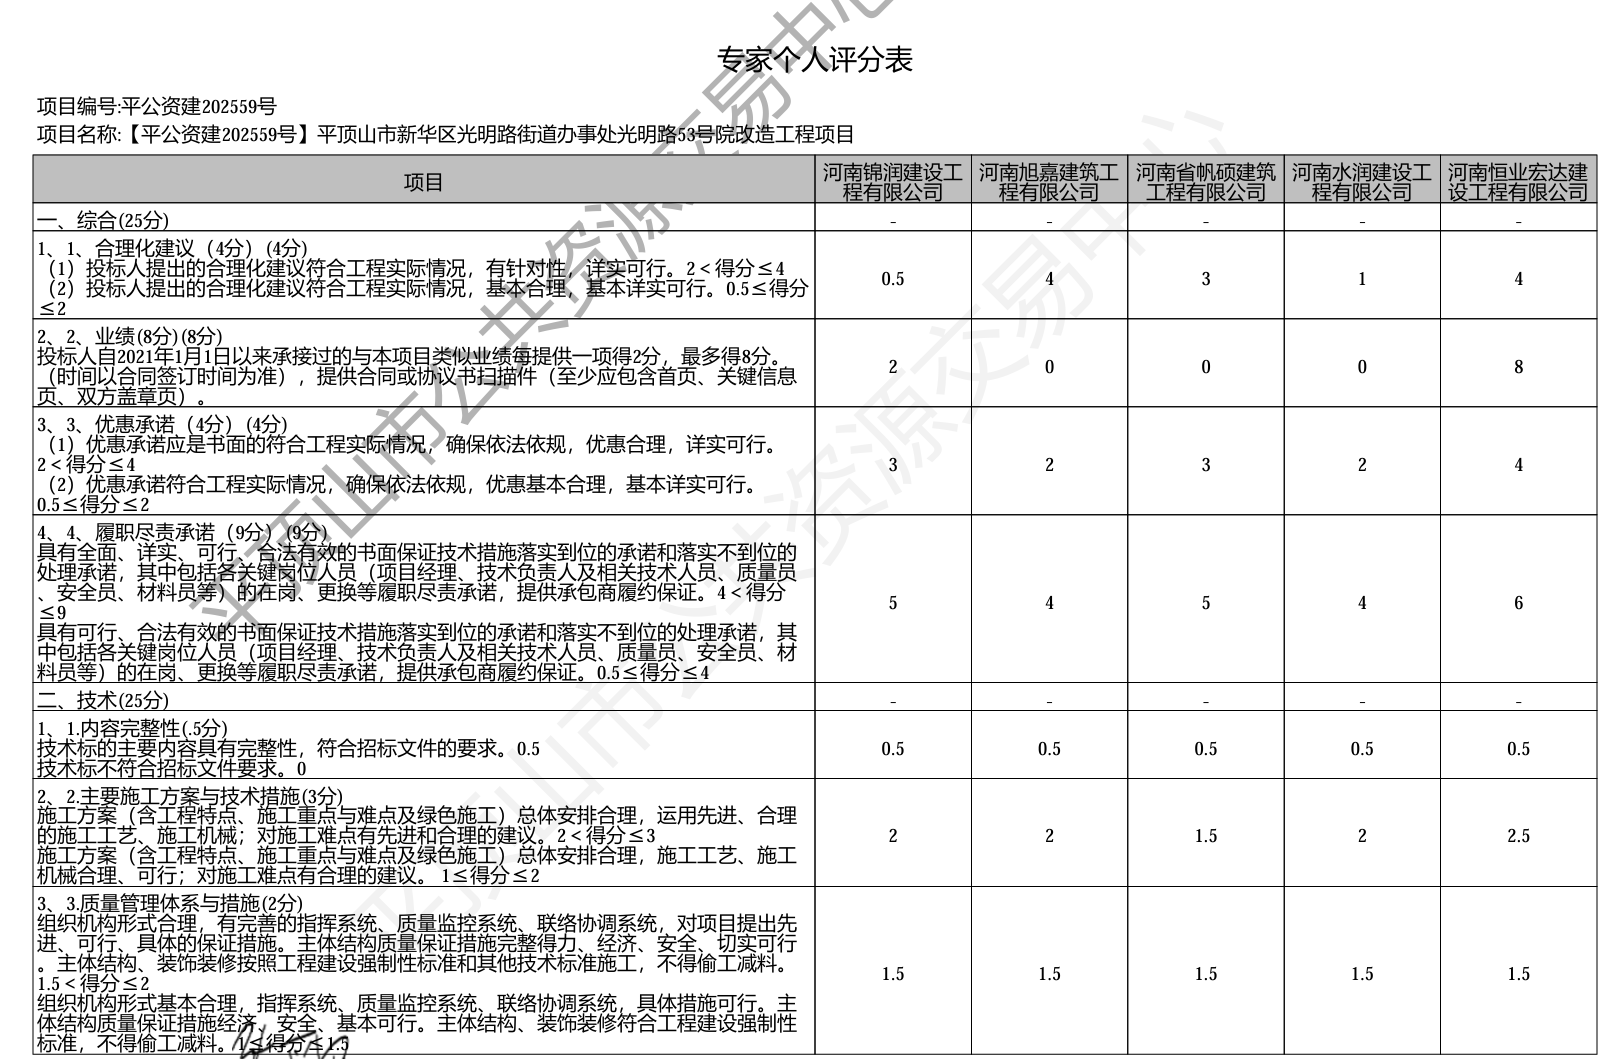 专家个人评分表
项目编号:平公资建202559号
项目名称:【平公资建202559号】平顶山市新华区光明路街道办事处光明路53号院改造工程项目
项目 河南锦润建设工程有限公司 河南旭嘉建筑工程有限公司 河南省帆硕建筑工程有限公司 河南水润建设工程有限公司 河南恒业宏达建设工程有限公司
一、综合(25分) - - - - -
1、1、合理化建议（4分）(4分)
（1）投标人提出的合理化建议符合工程实际情况，有针对性，详实可行。2＜得分≤4
（2）投标人提出的合理化建议符合工程实际情况，基本合理，基本详实可行。0.5≤得分
≤2
0.5 4 3 1 4
2、2、业绩(8分)(8分)
投标人自2021年1月1日以来承接过的与本项目类似业绩每提供一项得2分，最多得8分。
（时间以合同签订时间为准），提供合同或协议书扫描件（至少应包含首页、关键信息
页、双方盖章页）。
2 0 0 0 8
3、3、优惠承诺（4分）(4分)
（1）优惠承诺应是书面的符合工程实际情况，确保依法依规，优惠合理，详实可行。
2＜得分≤4
（2）优惠承诺符合工程实际情况，确保依法依规，优惠基本合理，基本详实可行。
0.5≤得分≤2
3 2 3 2 4
4、4、履职尽责承诺（9分）(9分)
具有全面、详实、可行、合法有效的书面保证技术措施落实到位的承诺和落实不到位的
处理承诺，其中包括各关键岗位人员（项目经理、技术负责人及相关技术人员、质量员
、安全员、材料员等）的在岗、更换等履职尽责承诺，提供承包商履约保证。4＜得分
≤9
具有可行、合法有效的书面保证技术措施落实到位的承诺和落实不到位的处理承诺，其
中包括各关键岗位人员（项目经理、技术负责人及相关技术人员、质量员、安全员、材
料员等）的在岗、更换等履职尽责承诺，提供承包商履约保证。0.5≤得分≤4
5 4 5 4 6
二、技术(25分) - - - - -
1、1.内容完整性(.5分)
技术标的主要内容具有完整性，符合招标文件的要求。0.5
技术标不符合招标文件要求。0
0.5 0.5 0.5 0.5 0.5
2、2.主要施工方案与技术措施(3分)
施工方案（含工程特点、施工重点与难点及绿色施工）总体安排合理，运用先进、合理
的施工工艺、施工机械；对施工难点有先进和合理的建议。2＜得分≤3
施工方案（含工程特点、施工重点与难点及绿色施工）总体安排合理，施工工艺、施工
机械合理、可行；对施工难点有合理的建议。 1≤得分≤2
2 2 1.5 2 2.5
3、3.质量管理体系与措施(2分)
组织机构形式合理，有完善的指挥系统、质量监控系统、联络协调系统，对项目提出先
进、可行、具体的保证措施。主体结构质量保证措施完整得力、经济、安全、切实可行
。主体结构、装饰装修按照工程建设强制性标准和其他技术标准施工，不得偷工减料。
1.5＜得分≤2
组织机构形式基本合理，指挥系统、质量监控系统、联络协调系统，具体措施可行。主
体结构质量保证措施经济，安全、基本可行。主体结构、装饰装修符合工程建设强制性
标准，不得偷工减料。1≤得分≤1.5
1.5 1.5 1.5 1.5 1.5
平顶山市公共资源交易中心
平顶山市公共资源交易中心